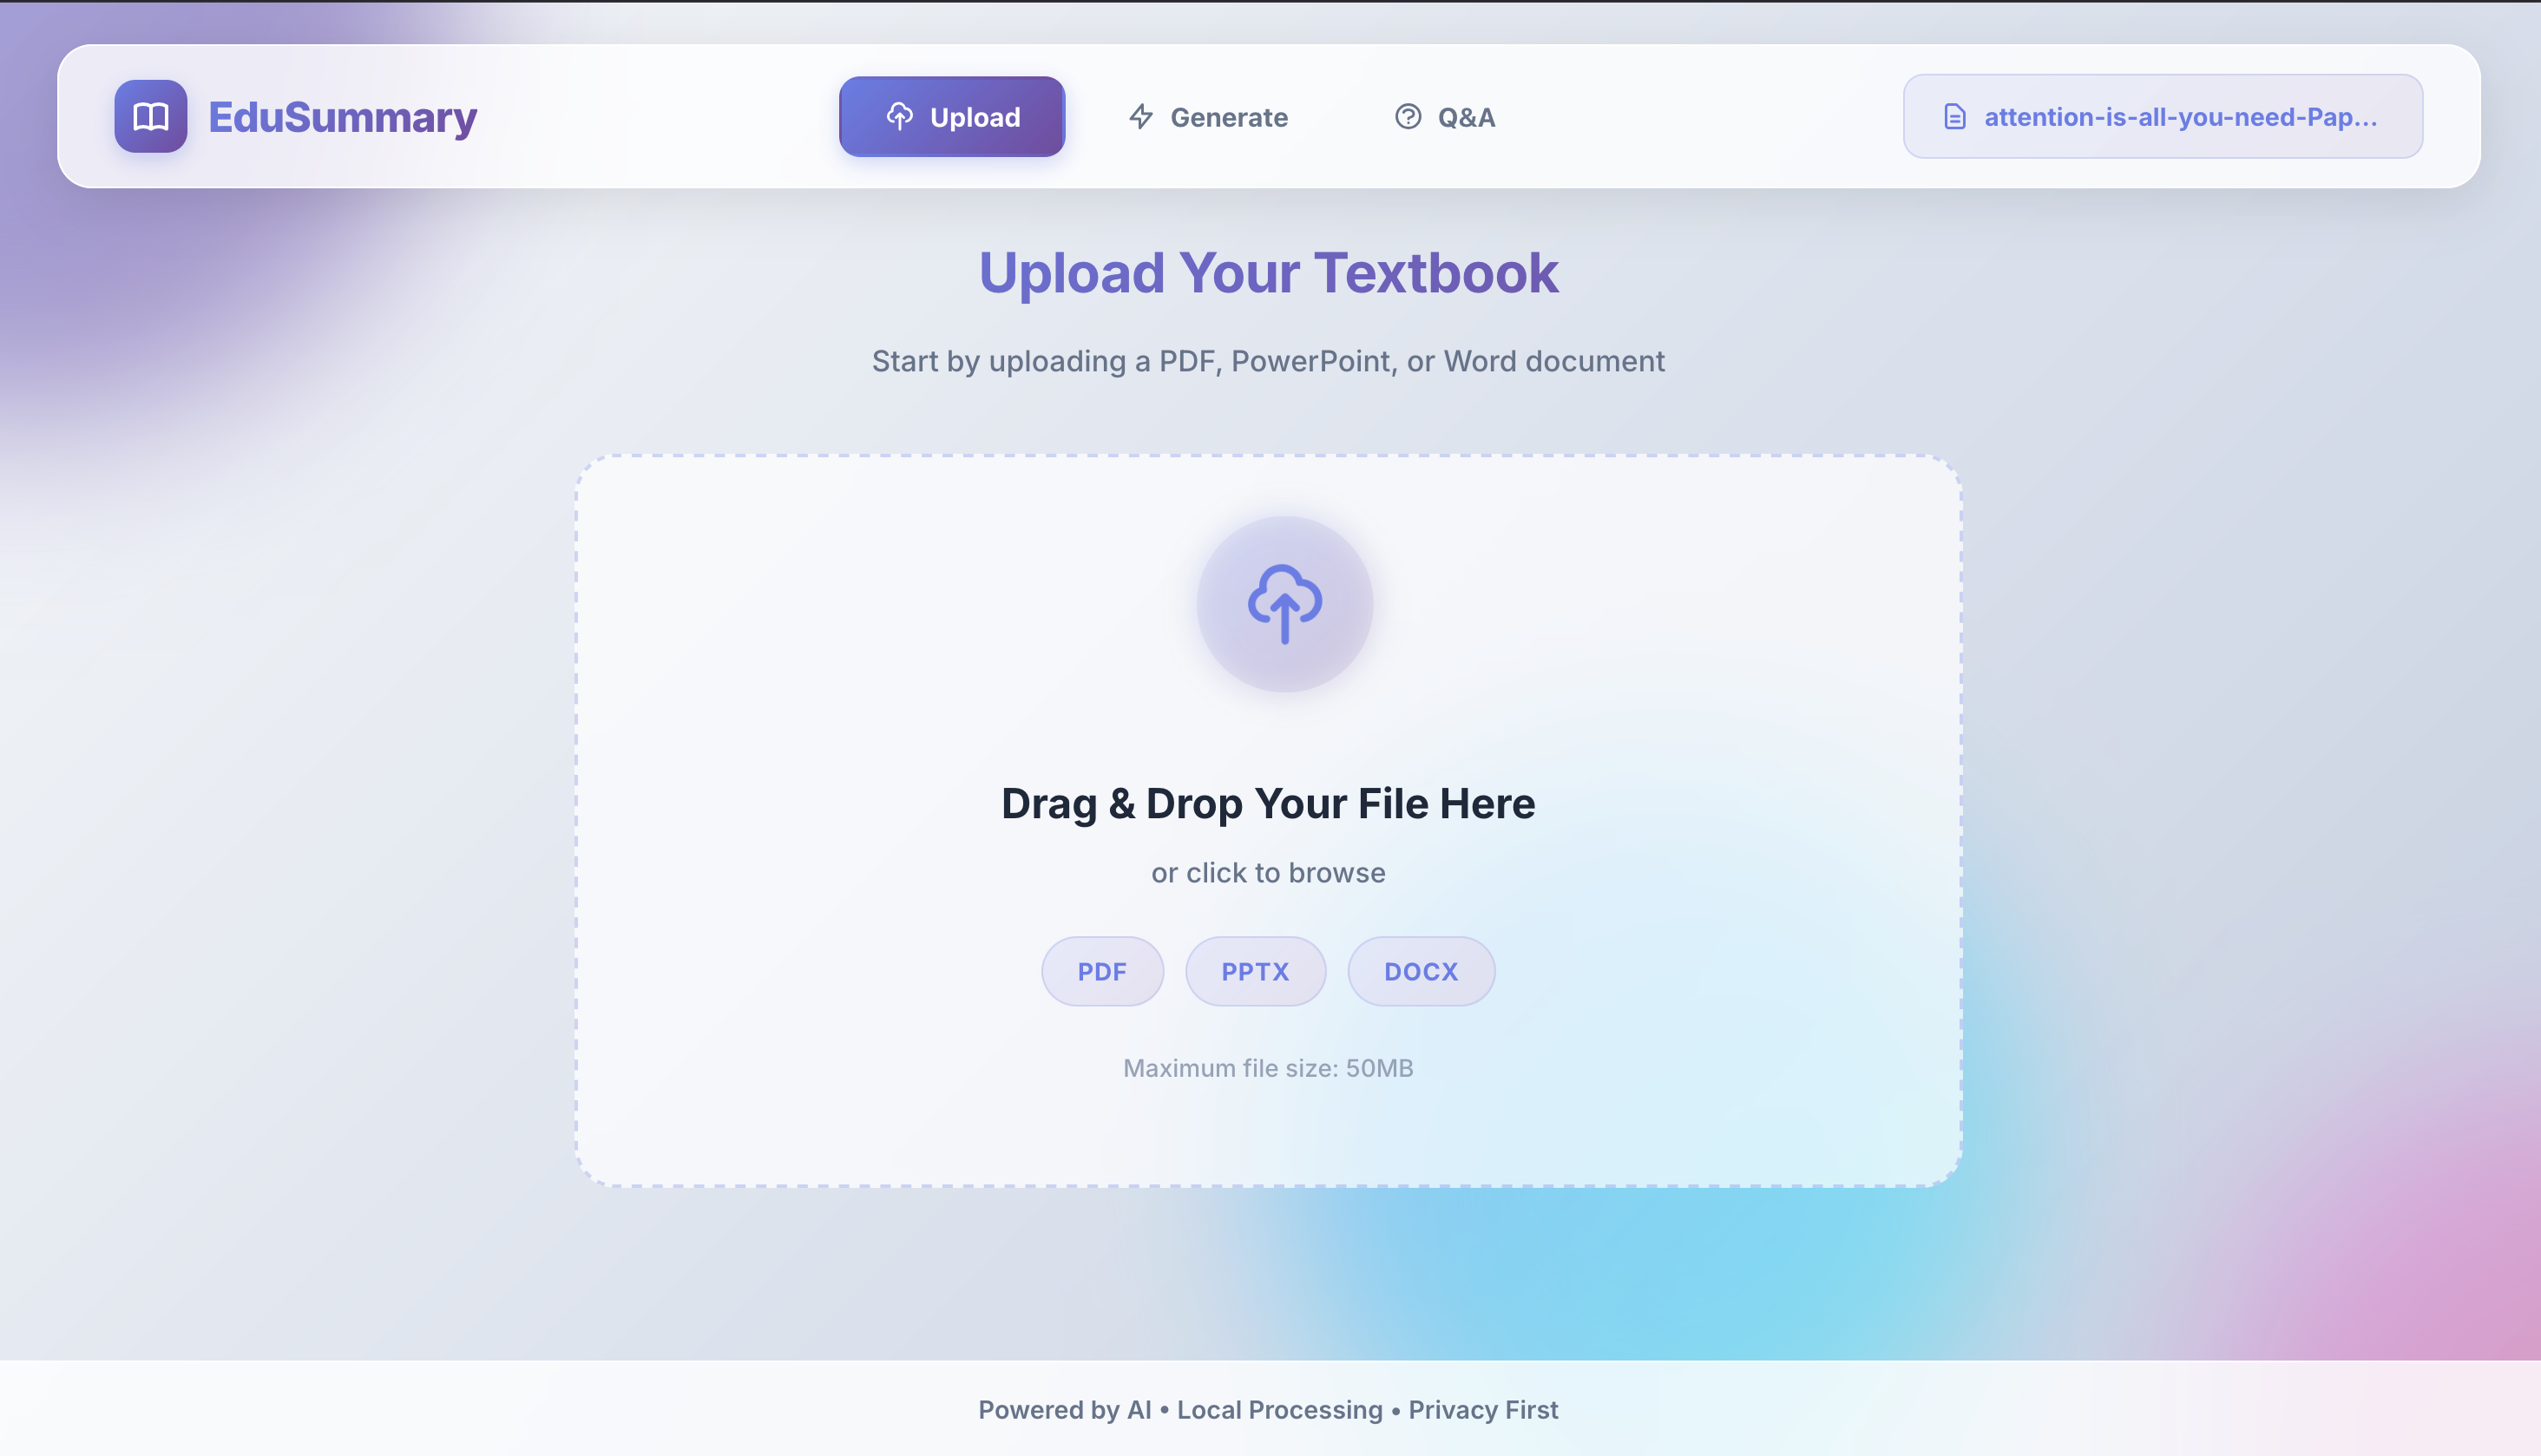 EduSummary
Upload
Generate
Q&A
attention-is-all-you-need-Pap...
Upload Your Textbook
Start by uploading a PDF, PowerPoint, or Word document
Drag & Drop Your File Here
or click to browse
PDF
PPTX
DOCX
Maximum file size: 50MB
Powered by AI • Local Processing • Privacy First